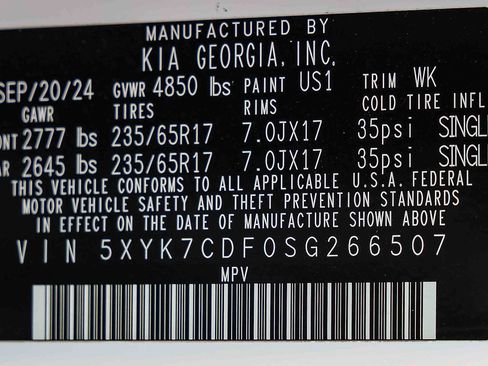 MANUFACTURED BY
KIA GEORGIA, INC.
SEP/20/24 GVWR 4850 lbs PAINT US1 TRIM WK
GAWR TIRES RIMS COLD TIRE INFL
ONT 2777 lbs 235/65R17 7.0JX17 35psi SINGL
AR 2645 lbs 235/65R17 7.0JX17 35psi SINGL
THIS VEHICLE CONFORMS TO ALL APPLICABLE U.S.A. FEDERAL
MOTOR VEHICLE SAFETY AND THEFT PREVENTION STANDARDS
IN EFFECT ON THE DATE OF MANUFACTURE SHOWN ABOVE
VIN 5XYK7CDF0SG266507
MPV